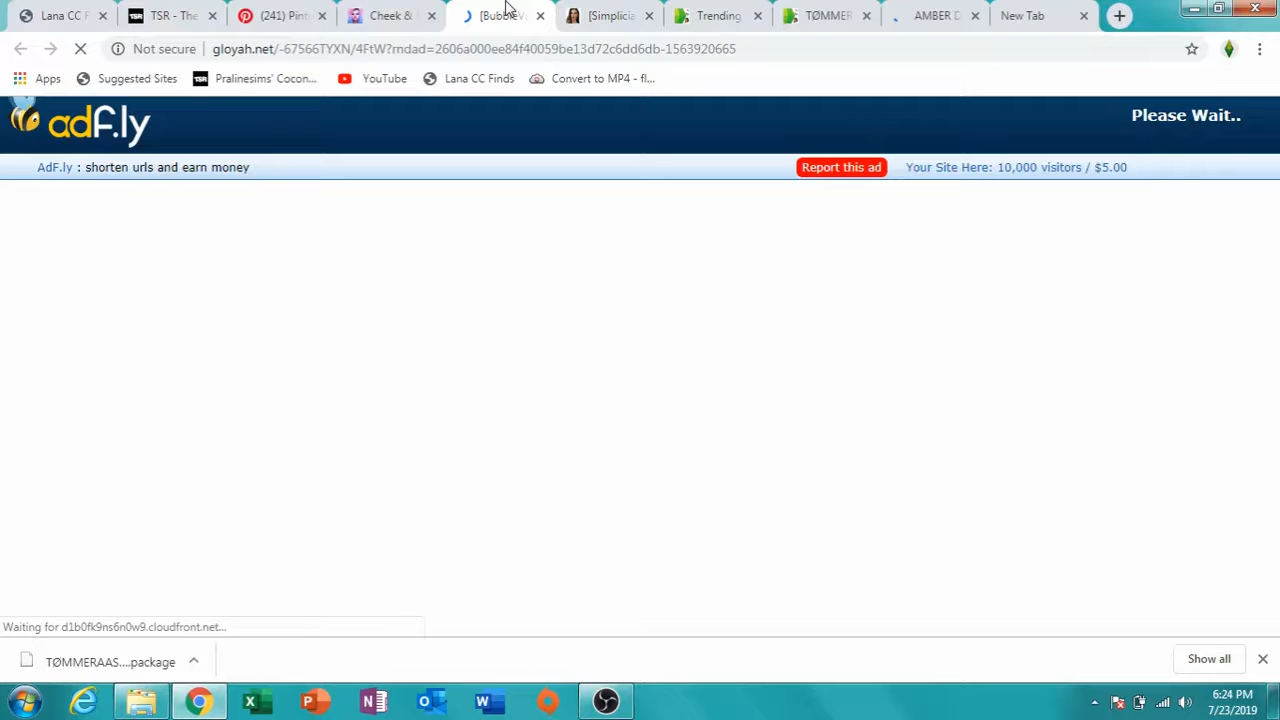 Lana CC F
TSR - The
(241) Pint
Cheek &
[Simplicia
Trending
TØMMER
AMBER D
New Tab
Not secure
gloyah.net/-67566TYXN/4FtW?rndad=2606a000ee84f40059be13d72c6dd6db-1563920665
Apps
Suggested Sites
TSR
Pralinesims' Cocon...
YouTube
Lana CC Finds
Convert to MP4 - fl...
adf.ly
Please Wait..
AdF.ly : shorten urls and earn money
Report this ad
Your Site Here: 10,000 visitors / $5.00
Waiting for d1b0fk9ns6n0w9.cloudfront.net...
TØMMERAAS....package
Show all
6:24 PM
7/23/2019